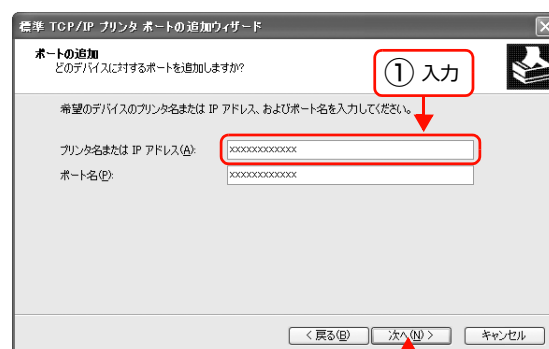 標準 TCP/IP プリンタ ポートの追加ウィザード
ポートの追加
どのデバイスに対するポートを追加しますか?
① 入力
希望のデバイスのプリンタ名または IP アドレス、およびポート名を入力してください。
プリンタ名または IP アドレス(A):
xxxxxxxxxxxx
ポート名(P):
xxxxxxxxxxxx
< 戻る(B)
次へ(N) >
キャンセル